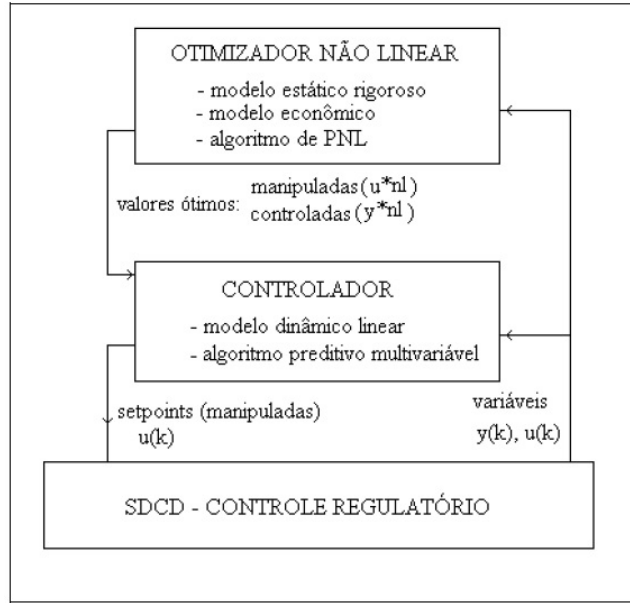 OTIMIZADOR NÃO LINEAR
- modelo estático rigoroso
- modelo econômico
- algoritmo de PNL
valores ótimos: manipuladas (u*nl)
controladas (y*nl)
CONTROLADOR
- modelo dinâmico linear
- algoritmo preditivo multivariável
setpoints (manipuladas)
u(k)
variáveis
y(k), u(k)
SDCD - CONTROLE REGULATÓRIO